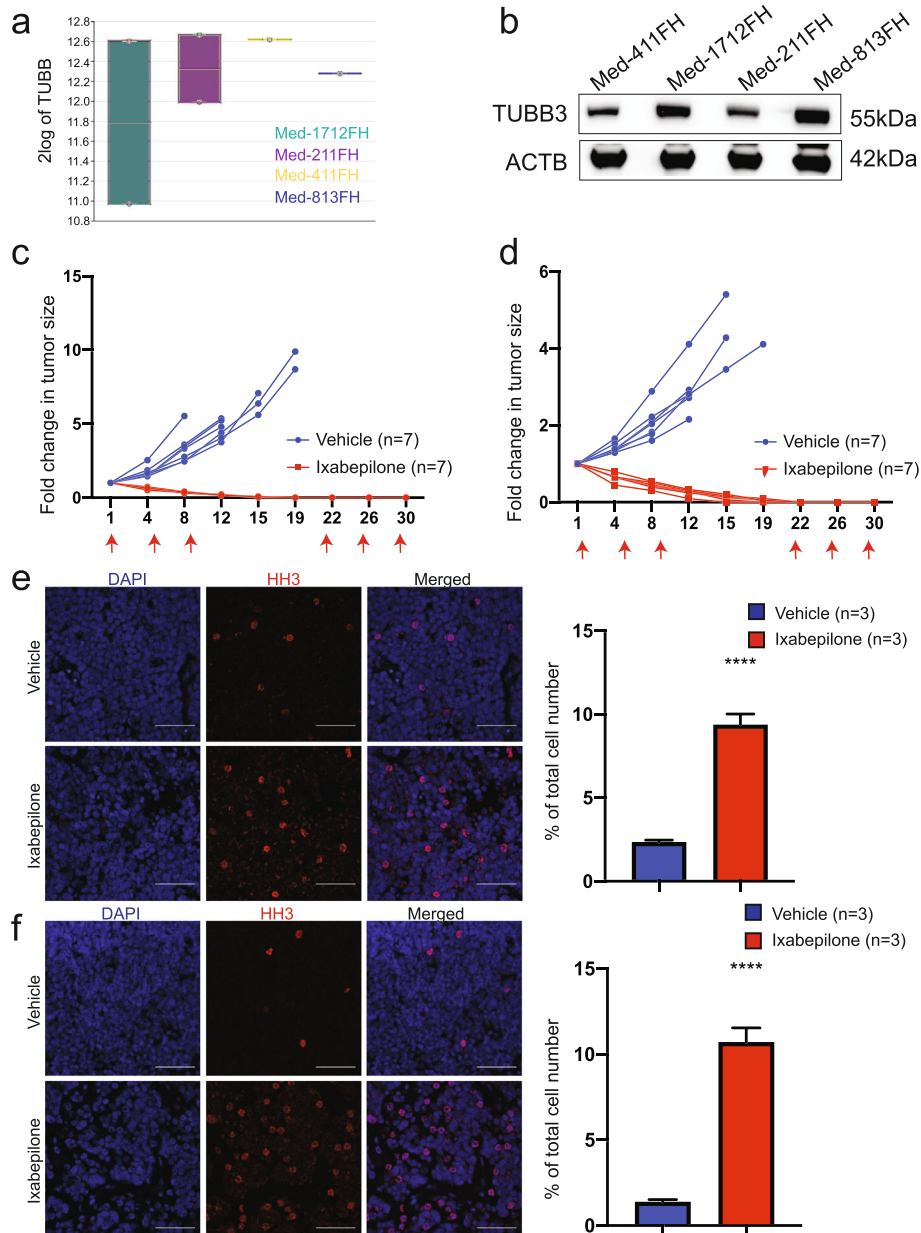 a
12.8
12.6
12.4
12.2
12.0
11.8
11.6
11.4
11.2
11.0
10.8
2log of TUBB
Med-1712FH
Med-211FH
Med-411FH
Med-813FH
b
Med-411FH
Med-1712FH
Med-211FH
Med-813FH
TUBB3
55kDa
ACTB
42kDa
c
15
10
5
0
Fold change in tumor size
Vehicle (n=7)
Ixabepilone (n=7)
1 4 8 12 15 19 22 26 30
d
6
4
2
0
Fold change in tumor size
Vehicle (n=7)
Ixabepilone (n=7)
1 4 8 12 15 19 22 26 30
e
DAPI HH3 Merged
Vehicle
Ixabepilone
Vehicle (n=3)
Ixabepilone (n=3)
15
10
5
0
% of total cell number
****
f
DAPI HH3 Merged
Vehicle
Ixabepilone
Vehicle (n=3)
Ixabepilone (n=3)
15
10
5
0
% of total cell number
****